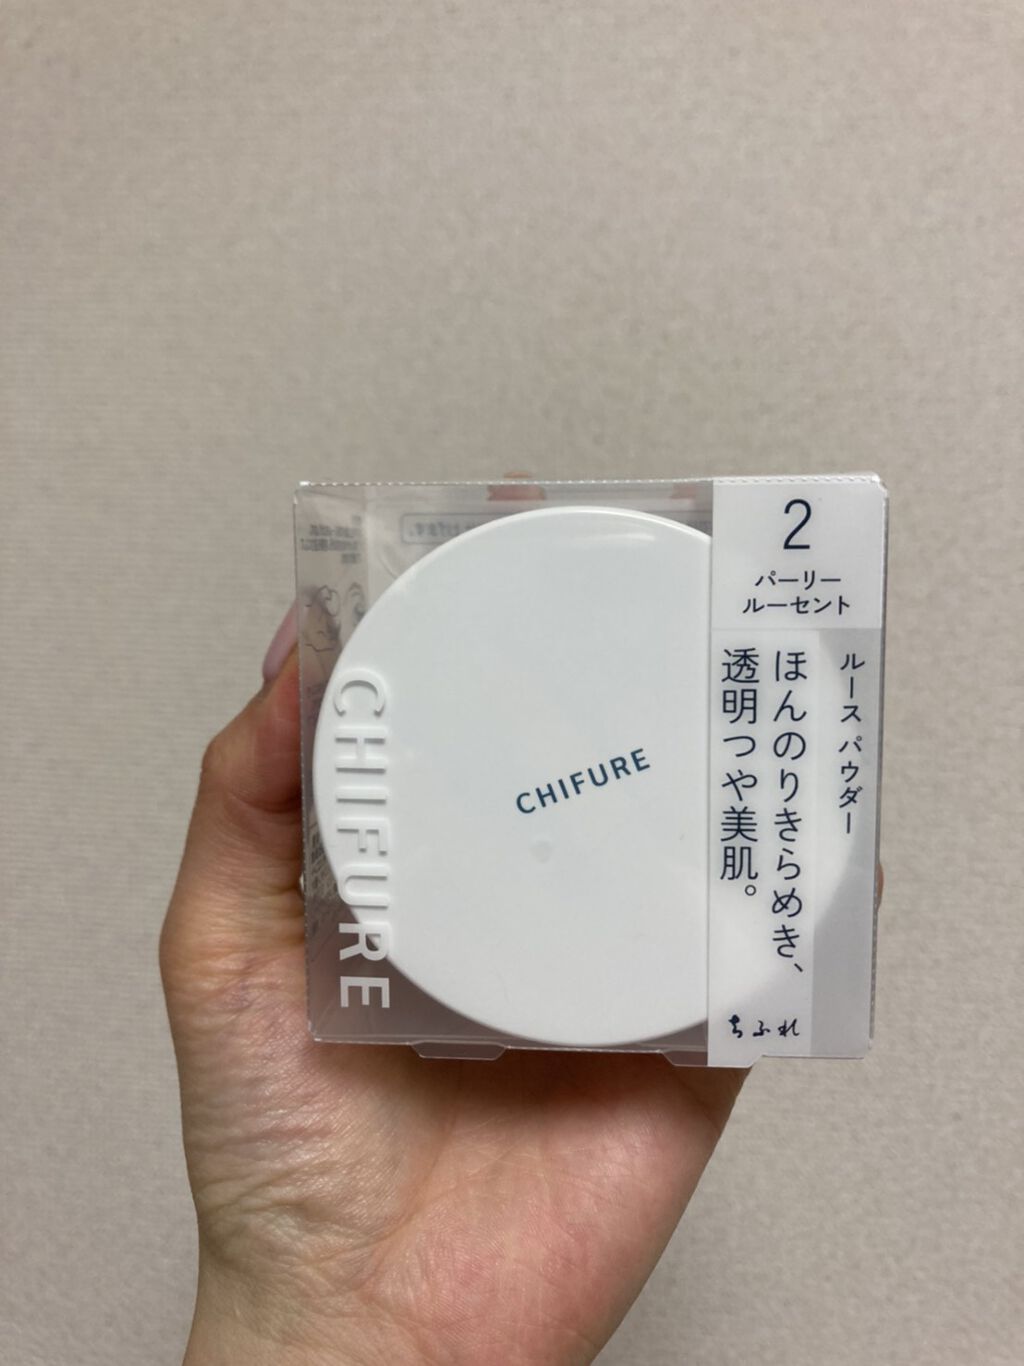 2
パーリー
ルーセント
ルース パウダー
ほんのりきらめき、
透明つや美肌。
ちふれ
CHIFURE
CHIFURE